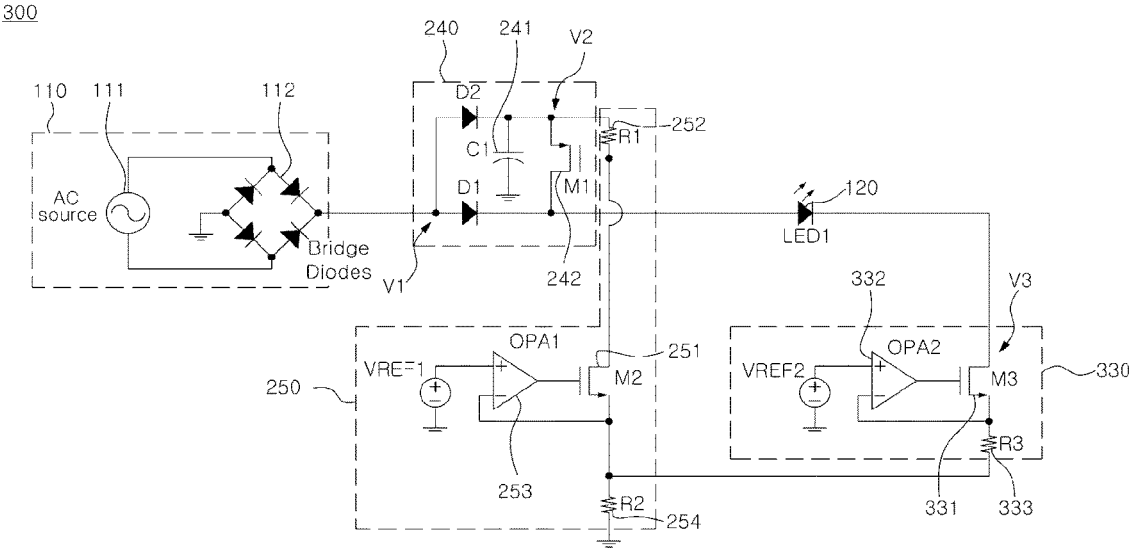 300
240
241
V2
110
111
112
D2
252
R1
C1
M1
AC
source
D1
120
Bridge
Diodes
V1
242
LED1
332
V3
OPA1
251
OPA2
VREF1
M2
VREF2
M3
250
330
+
−
+
−
+
−
+
−
R3
253
R2
254
331
333